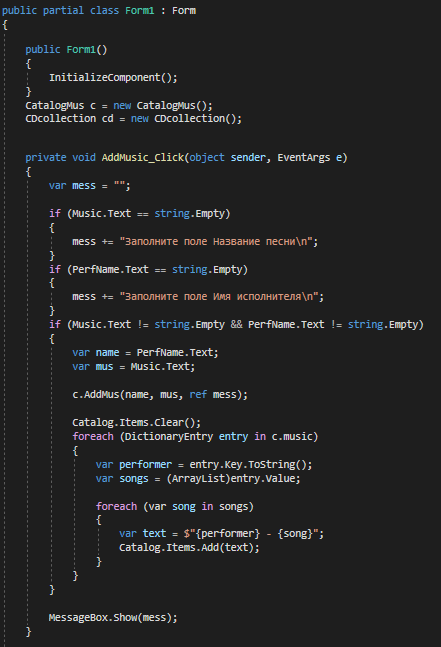 public partial class Form1 : Form
{
public Form1()
{
InitializeComponent();
}
CatalogMus c = new CatalogMus();
CDcollection cd = new CDcollection();
private void AddMusic_Click(object sender, EventArgs e)
{
var mess = "";
if (Music.Text == string.Empty)
{
mess += "Заполните поле Название песни\n";
}
if (PerfName.Text == string.Empty)
{
mess += "Заполните поле Имя исполнителя\n";
}
if (Music.Text != string.Empty && PerfName.Text != string.Empty)
{
var name = PerfName.Text;
var mus = Music.Text;
c.AddMus(name, mus, ref mess);
Catalog.Items.Clear();
foreach (DictionaryEntry entry in c.music)
{
var performer = entry.Key.ToString();
var songs = (ArrayList)entry.Value;
foreach (var song in songs)
{
var text = $"{performer} - {song}";
Catalog.Items.Add(text);
}
}
}
MessageBox.Show(mess);
}